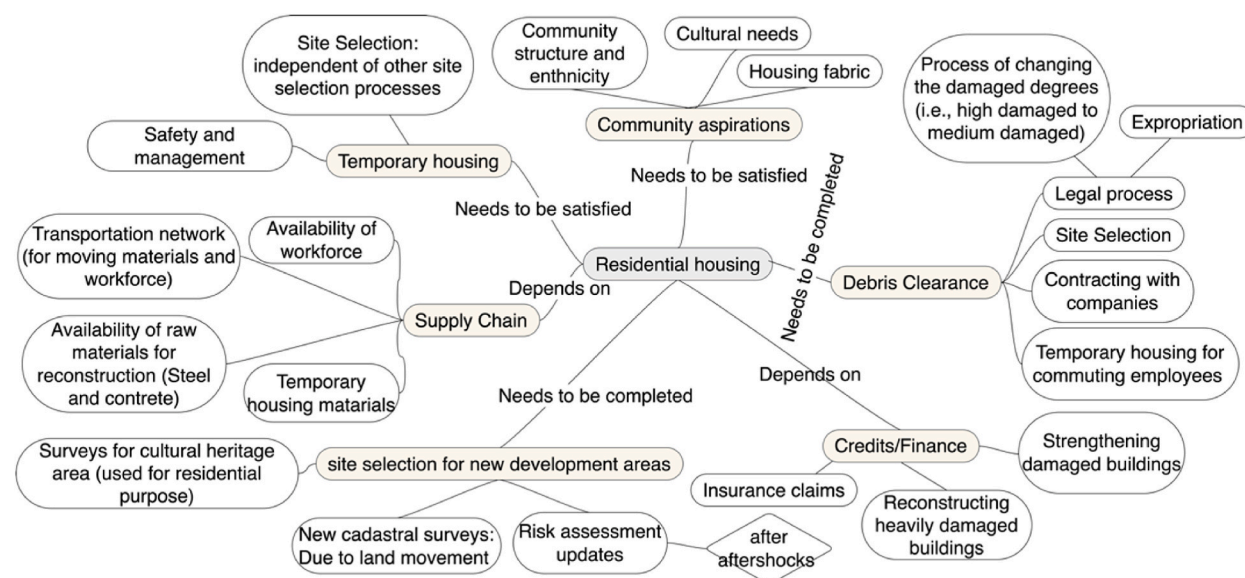 Site Selection:
independent of other site
selection processes
Safety and
management
Temporary housing
Needs to be satisfied
Community
structure and
enthnicity
Cultural needs
Housing fabric
Community aspirations
Needs to be satisfied
Process of changing
the damaged degrees
(i.e., high damaged to
medium damaged)
Expropriation
Legal process
Site Selection
Contracting with
companies
Temporary housing for
commuting employees
Debris Clearance
Needs to be completed
Residential housing
Transportation network
(for moving materials and
workforce)
Availability of
workforce
Availability of raw
materials for
reconstruction (Steel
and contrete)
Temporary
housing matarials
Supply Chain
Depends on
Needs to be completed
Surveys for cultural heritage
area (used for residential
purpose)
site selection for new development areas
New cadastral surveys:
Due to land movement
Risk assessment
updates
after
aftershocks
Depends on
Credits/Finance
Insurance claims
Reconstructing
heavily damaged
buildings
Strengthening
damaged buildings